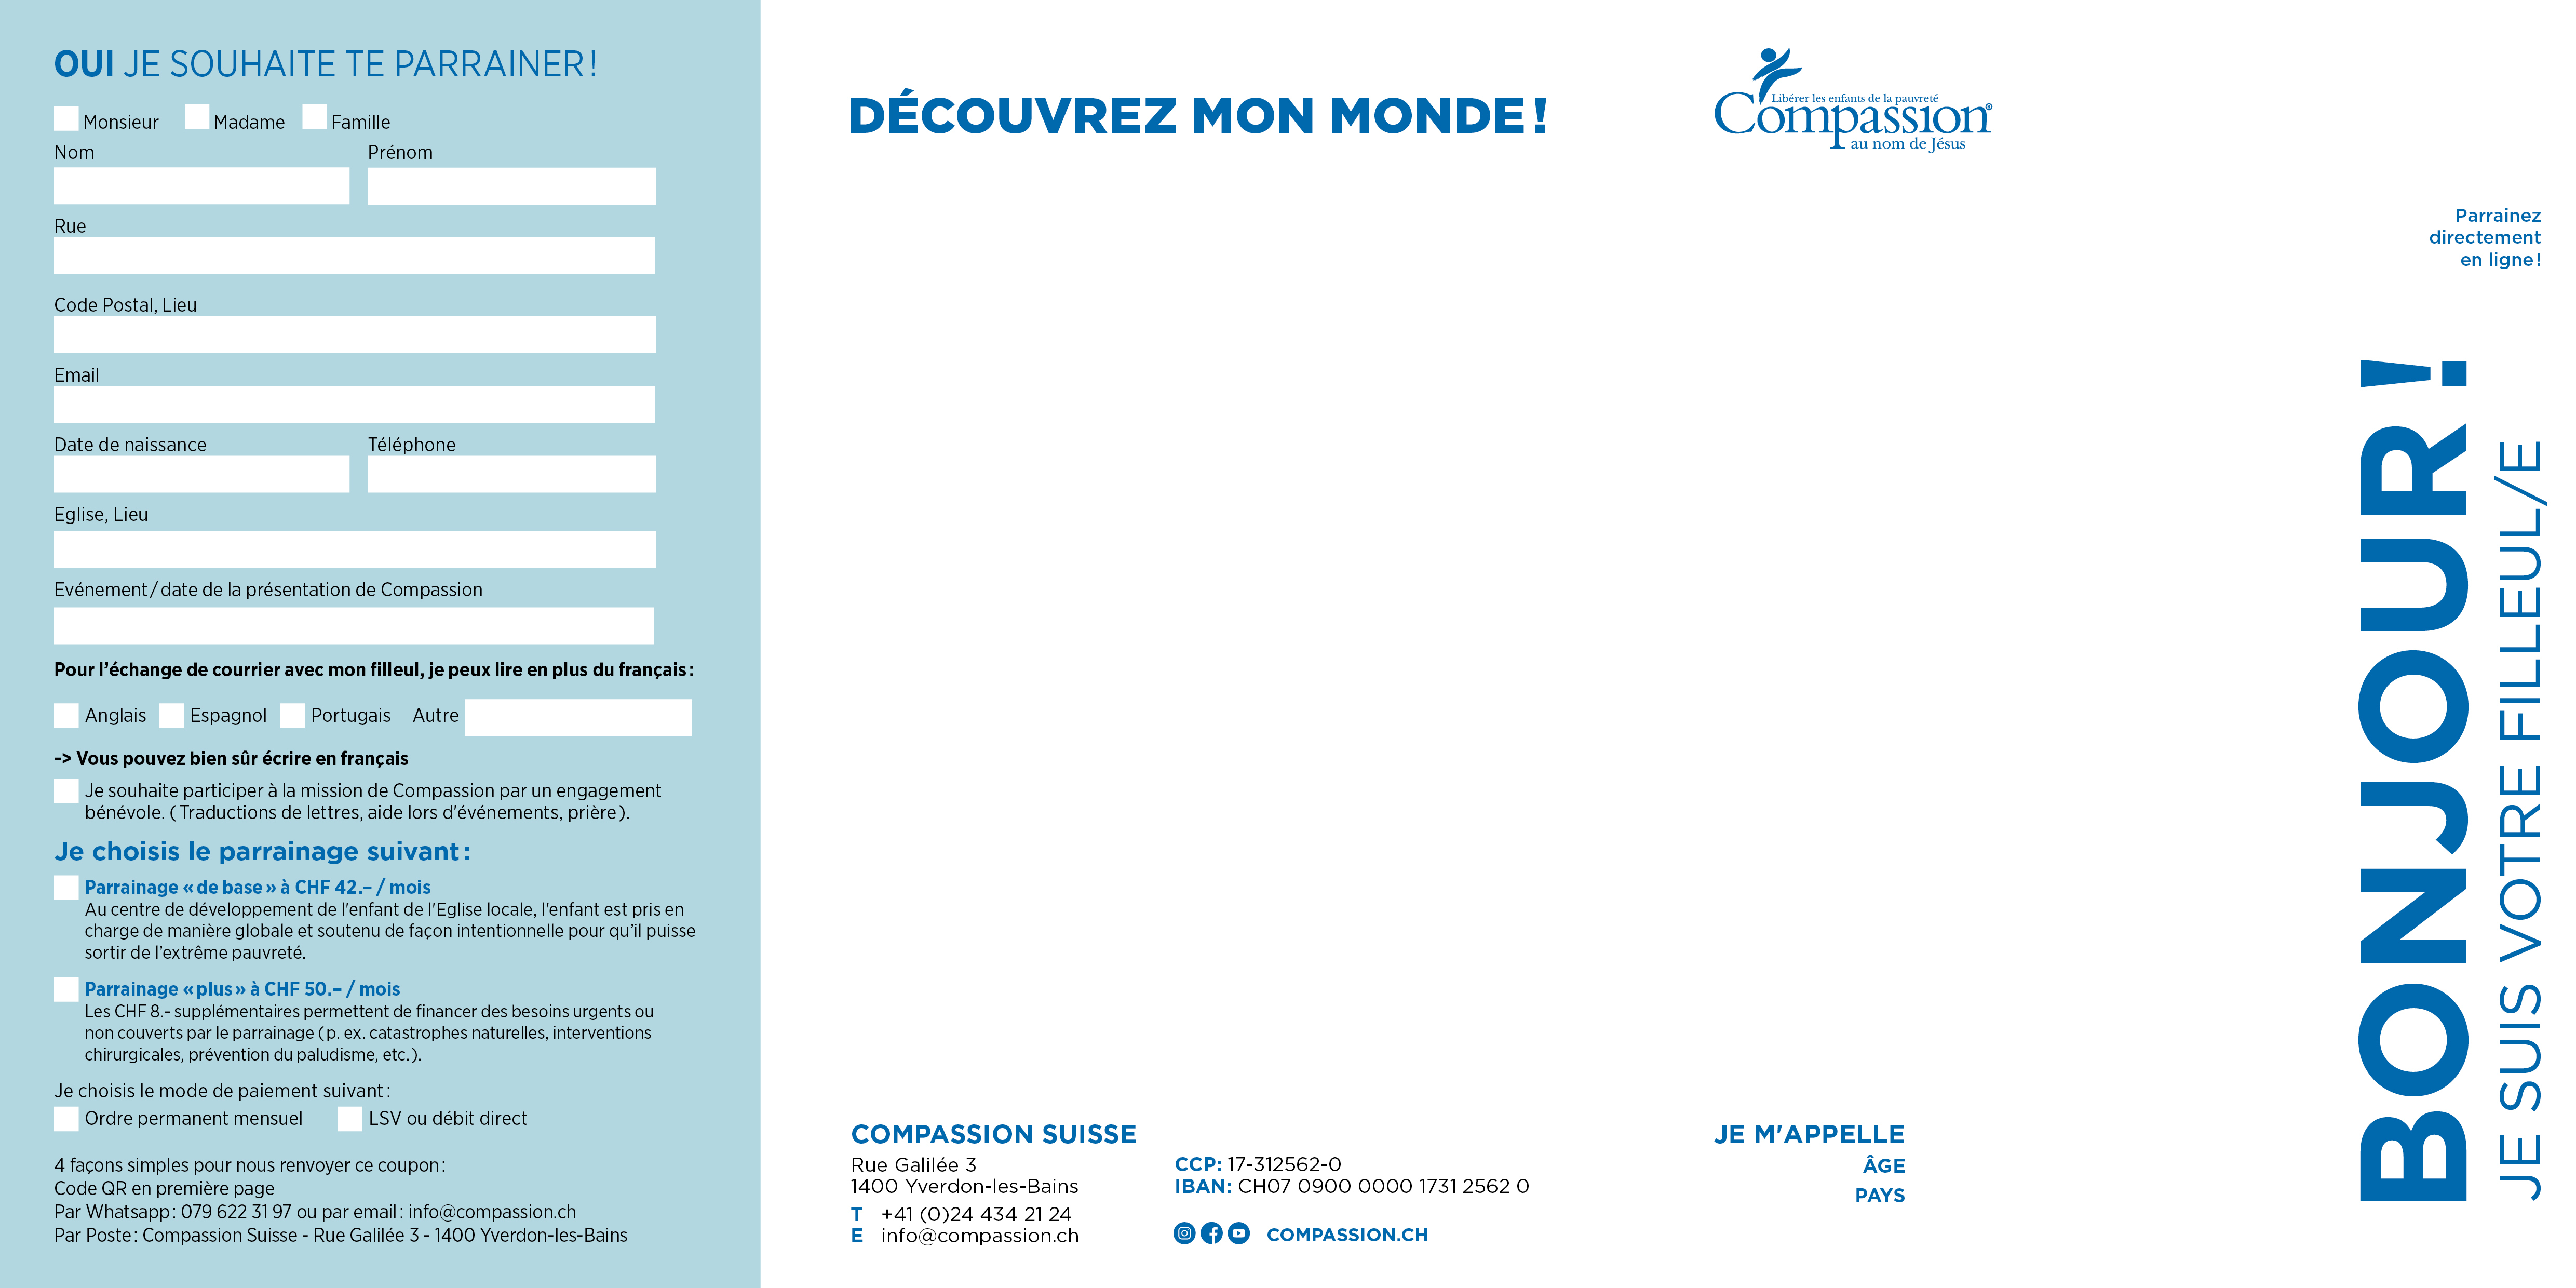 OUI JE SOUHAITE TE PARRAINER !
Monsieur Madame Famille
Nom Prénom
Rue
Code Postal, Lieu
Email
Date de naissance Téléphone
Eglise, Lieu
Evénement / date de la présentation de Compassion
Pour l’échange de courrier avec mon filleul, je peux lire en plus du français :
Anglais Espagnol Portugais Autre
-> Vous pouvez bien sûr écrire en français
Je souhaite participer à la mission de Compassion par un engagement
bénévole. ( Traductions de lettres, aide lors d'événements, prière ).
Je choisis le parrainage suivant :
Parrainage « de base » à CHF 42.– / mois
Au centre de développement de l'enfant de l'Eglise locale, l'enfant est pris en
charge de manière globale et soutenu de façon intentionnelle pour qu’il puisse
sortir de l’extrême pauvreté.
Parrainage « plus » à CHF 50.– / mois
Les CHF 8.- supplémentaires permettent de financer des besoins urgents ou
non couverts par le parrainage ( p. ex. catastrophes naturelles, interventions
chirurgicales, prévention du paludisme, etc. ).
Je choisis le mode de paiement suivant :
Ordre permanent mensuel LSV ou débit direct
4 façons simples pour nous renvoyer ce coupon :
Code QR en première page
Par Whatsapp : 079 622 31 97 ou par email : info@compassion.ch
Par Poste : Compassion Suisse - Rue Galilée 3 - 1400 Yverdon-les-Bains
DÉCOUVREZ MON MONDE !
COMPASSION SUISSE
Rue Galilée 3
1400 Yverdon-les-Bains
T +41 (0)24 434 21 24
E info@compassion.ch
CCP: 17-312562-0
IBAN: CH07 0900 0000 1731 2562 0
COMPASSION.CH
Libérer les enfants de la pauvreté
Compassion®
au nom de Jésus
Parrainez
directement
en ligne !
JE M'APPELLE
ÂGE
PAYS
BONJOUR !
JE SUIS VOTRE FILLEUL/E